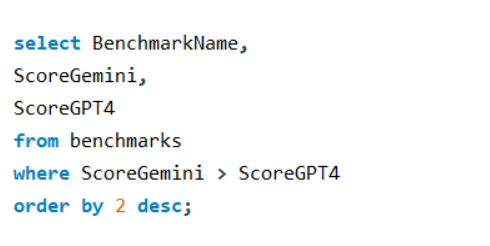 select BenchmarkName,
ScoreGemini,
ScoreGPT4
from benchmarks
where ScoreGemini > ScoreGPT4
order by 2 desc;